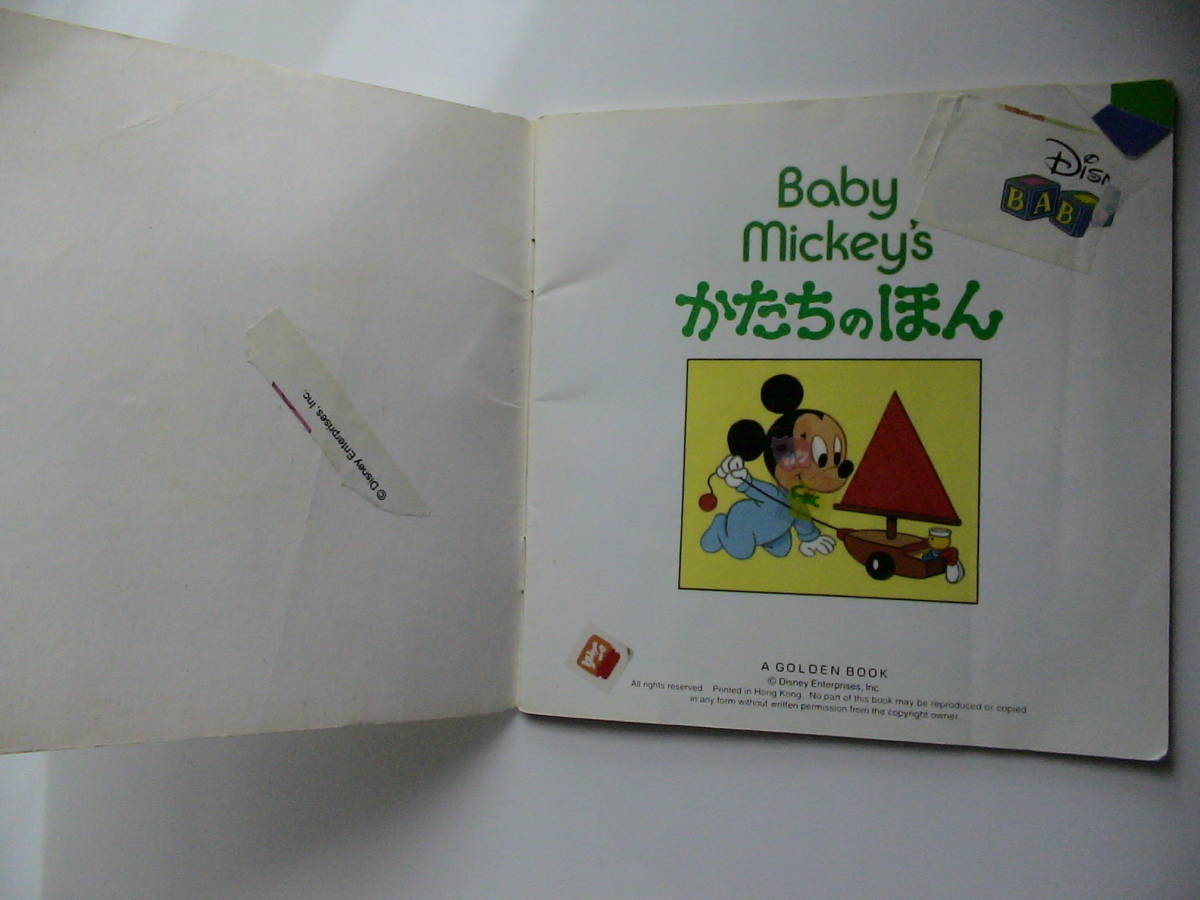 © Disney Enterprises, Inc.
Baby
Mickey's
かたちのほん
Disn
BAB
A GOLDEN BOOK
© Disney Enterprises, Inc.
All rights reserved. Printed in Hong Kong. No part of this book may be reproduced or copied
in any form without written permission from the copyright owner.